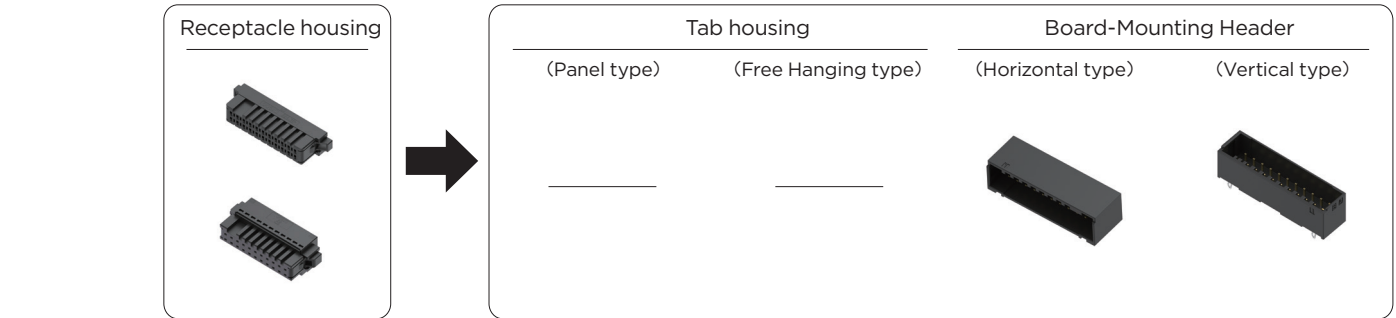 Receptacle housing
Tab housing
Board-Mounting Header
(Panel type)
(Free Hanging type)
(Horizontal type)
(Vertical type)